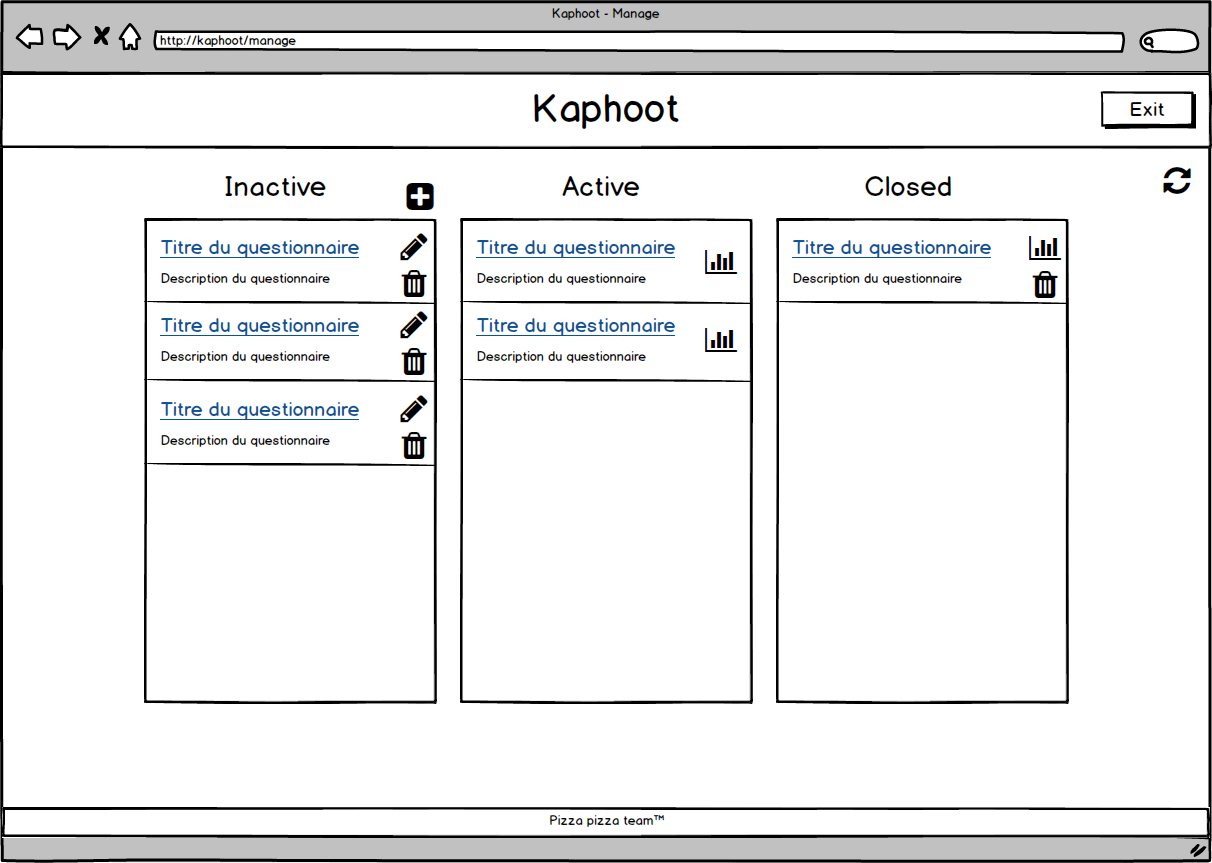 Kaphoot - Manage
http://kaphoot/manage
Kaphoot
Exit
Inactive
Titre du questionnaire
Description du questionnaire
Titre du questionnaire
Description du questionnaire
Titre du questionnaire
Description du questionnaire
Active
Titre du questionnaire
Description du questionnaire
Titre du questionnaire
Description du questionnaire
Closed
Titre du questionnaire
Description du questionnaire
Pizza pizza team™